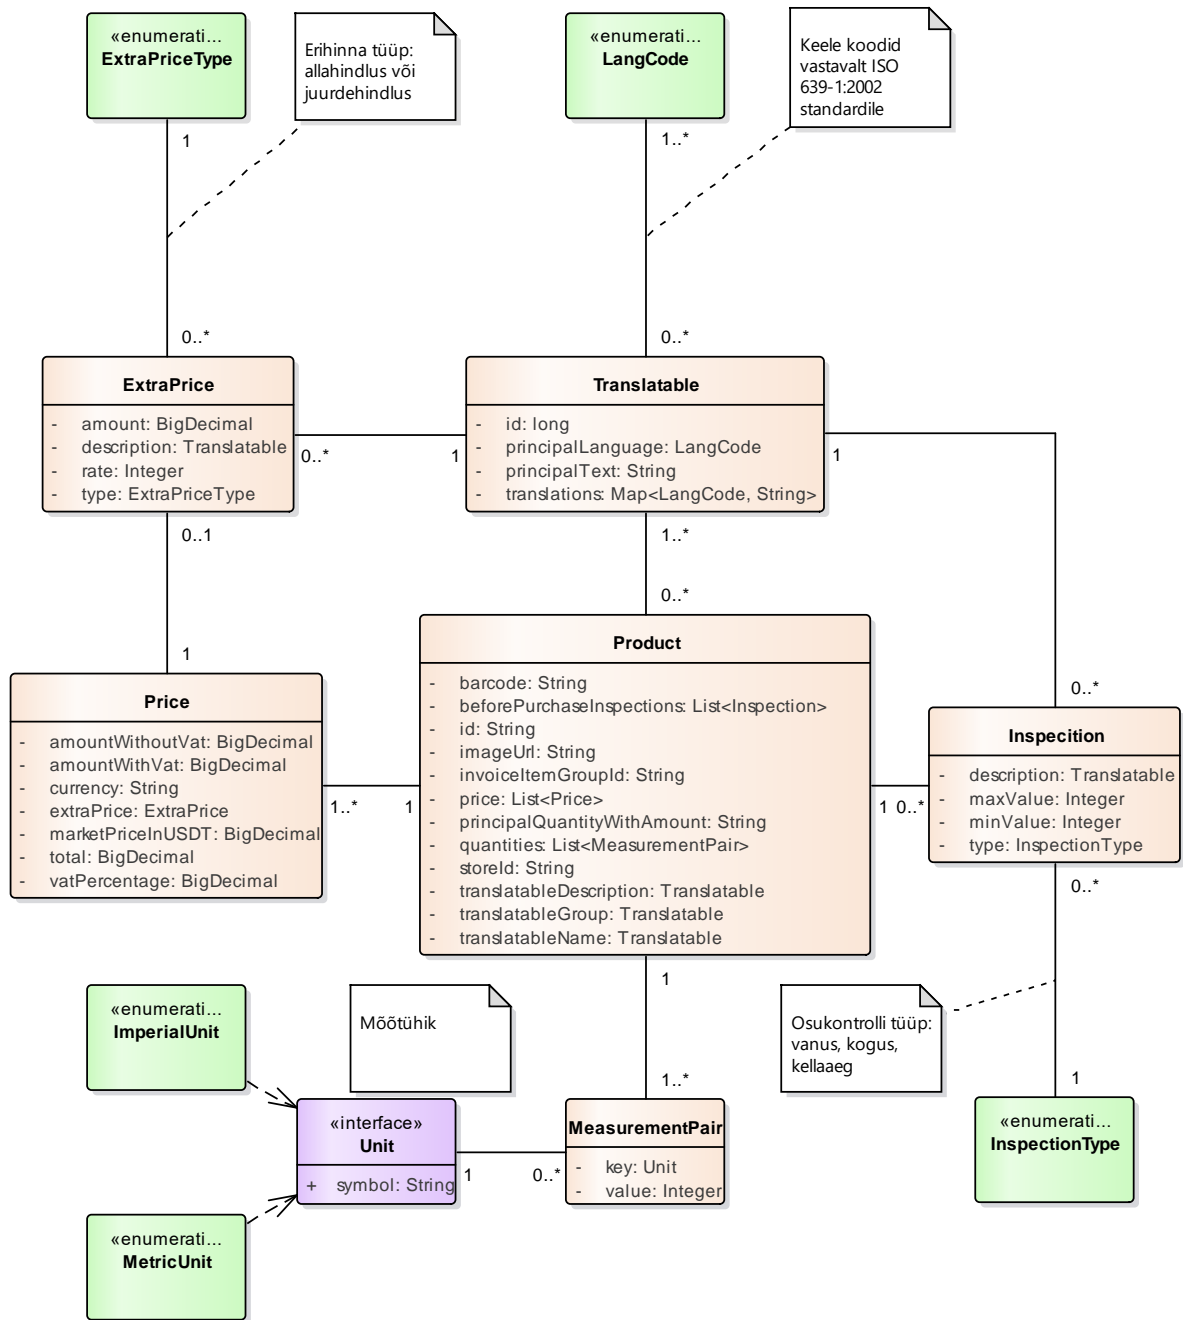 «enumerati...
ExtraPriceType
Erihinna tüüp:
allahindlus või
juurdehindlus
«enumerati...
LangCode
Keele koodid
vastavalt ISO
639-1:2002
standardile
1
1..*
0..*
0..*
ExtraPrice
- amount: BigDecimal
- description: Translatable
- rate: Integer
- type: ExtraPriceType
0..*
1
Translatable
- id: long
- principalLanguage: LangCode
- principalText: String
- translations: Map<LangCode, String>
1
0..1
1..*
0..*
1
0..*
Price
- amountWithoutVat: BigDecimal
- amountWithVat: BigDecimal
- currency: String
- extraPrice: ExtraPrice
- marketPriceInUSDT: BigDecimal
- total: BigDecimal
- vatPercentage: BigDecimal
1..*
1
Product
- barcode: String
- beforePurchaseInspections: List<Inspection>
- id: String
- imageUrl: String
- invoiceItemGroupId: String
- price: List<Price>
- principalQuantityWithAmount: String
- quantities: List<MeasurementPair>
- storeId: String
- translatableDescription: Translatable
- translatableGroup: Translatable
- translatableName: Translatable
1
0..*
Inspecition
- description: Translatable
- maxValue: Integer
- minValue: Integer
- type: InspectionType
0..*
1
«enumerati...
ImperialUnit
Mõõtühik
Osukontrolli tüüp:
vanus, kogus,
kellaaeg
1..*
1
«interface»
Unit
+ symbol: String
1
0..*
MeasurementPair
- key: Unit
- value: Integer
«enumerati...
InspectionType
«enumerati...
MetricUnit